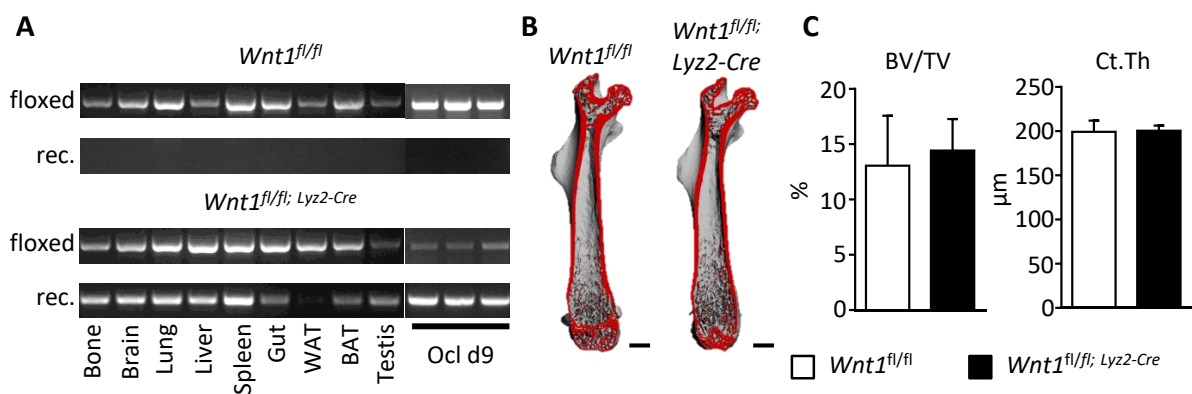 A
Wnt1fl/fl
floxed
rec.
Wnt1fl/fl; Lyz2-Cre
floxed
rec.
Bone
Brain
Lung
Liver
Spleen
Gut
WAT
BAT
Testis
Ocl d9
B
Wnt1fl/fl
Wnt1fl/fl;
Lyz2-Cre
C
BV/TV
20
15
10
5
0
%
Ct.Th
250
200
150
100
50
0
µm
Wnt1fl/fl
Wnt1fl/fl; Lyz2-Cre